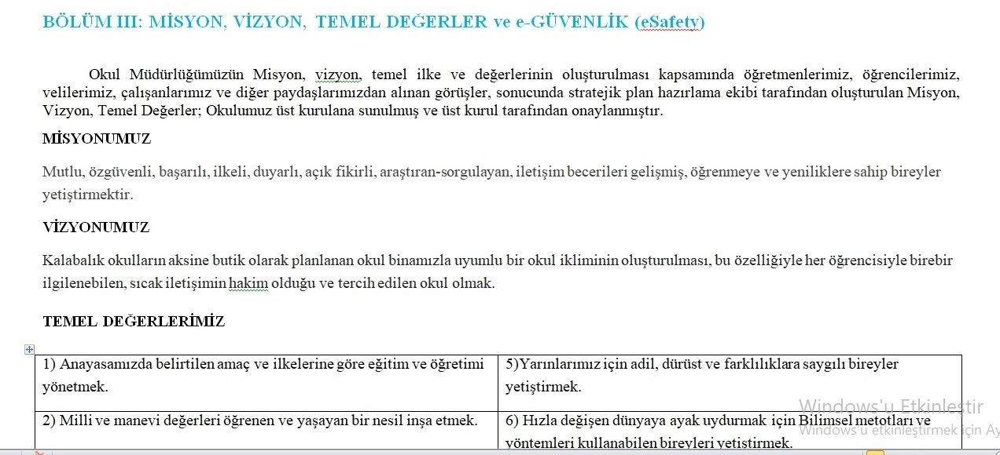 BÖLÜM III: MİSYON, VİZYON, TEMEL DEĞERLER ve e-GÜVENLİK (eSafety)
Okul Müdürlüğümüzün Misyon, vizyon, temel ilke ve değerlerinin oluşturulması kapsamında öğretmenlerimiz, öğrencilerimiz,
velilerimiz, çalışanlarımız ve diğer paydaşlarımızdan alınan görüşler, sonucunda stratejik plan hazırlama ekibi tarafından oluşturulan Misyon,
Vizyon, Temel Değerler; Okulumuz üst kurulana sunulmuş ve üst kurul tarafından onaylanmıştır.
MİSYONUMUZ
Mutlu, özgüvenli, başarılı, ilkeli, duyarlı, açık fikirli, araştıran-sorgulayan, iletişim becerileri gelişmiş, öğrenmeye ve yeniliklere sahip bireyler
yetiştirmektir.
VİZYONUMUZ
Kalabalık okulların aksine butik olarak planlanan okul binamızla uyumlu bir okul ikliminin oluşturulması, bu özelliğiyle her öğrencisiyle birebir
ilgilenebilen, sıcak iletişimin hakim olduğu ve tercih edilen okul olmak.
TEMEL DEĞERLERİMİZ
1) Anayasamızda belirtilen amaç ve ilkelerine göre eğitim ve öğretimi
yönetmek.
5)Yarınlarımız için adil, dürüst ve farklılıklara saygılı bireyler
yetiştirmek.
2) Milli ve manevi değerleri öğrenen ve yaşayan bir nesil inşa etmek.
6) Hızla değişen dünyaya ayak uydurmak için Bilimsel metotları ve
yöntemleri kullanabilen bireyleri yetiştirmek.
Windows'u Etkinleştir
Windows'u etkinleştirmek için Ay